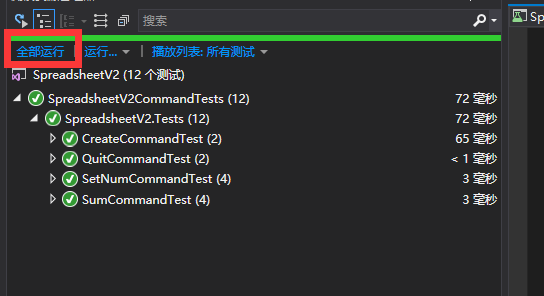 搜索
全部运行 | 运行... | 播放列表: 所有测试
SpreadsheetV2 (12 个测试)
SpreadsheetV2CommandTests (12) 72 毫秒
SpreadsheetV2.Tests (12) 72 毫秒
CreateCommandTest (2) 65 毫秒
QuitCommandTest (2) < 1 毫秒
SetNumCommandTest (4) 3 毫秒
SumCommandTest (4) 3 毫秒